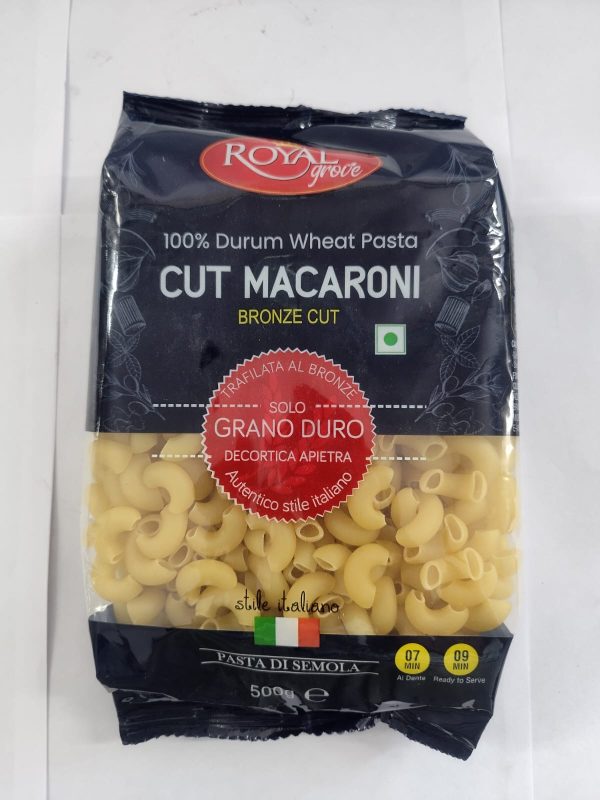 ROYAL
grove
100% Durum Wheat Pasta
CUT MACARONI
BRONZE CUT
TRAFILATA AL BRONZE
SOLO
GRANO DURO
DECORTICA APIETRA
Autentico stile italiano
stile italiano
PASTA DI SEMOLA
500g ℮
07 MIN
Al Dante
09 MIN
Ready to Serve